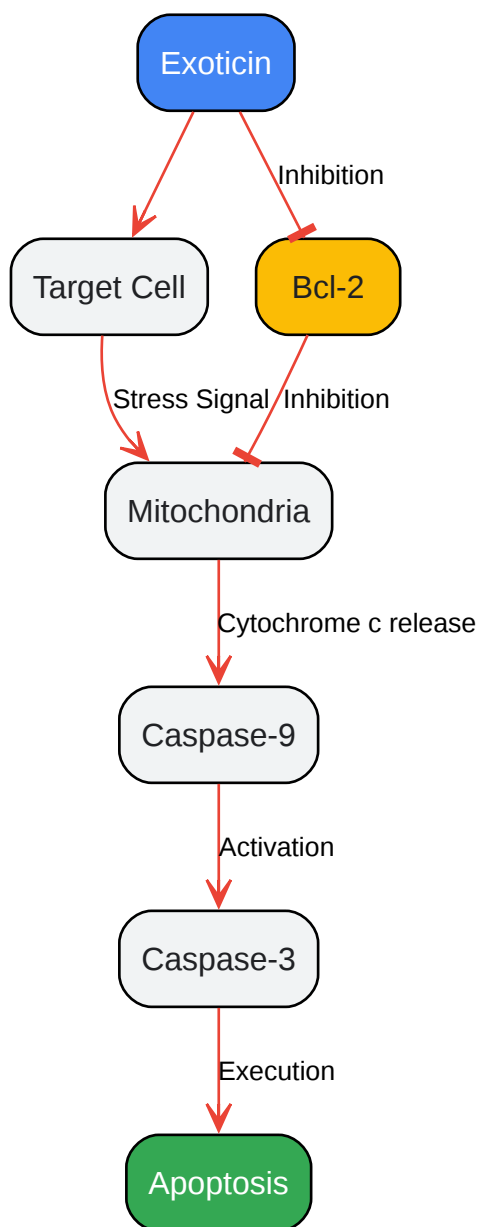 Exoticin
Inhibition
Target Cell
Bcl-2
Stress Signal
Inhibition
Mitochondria
Cytochrome c release
Caspase-9
Activation
Caspase-3
Execution
Apoptosis